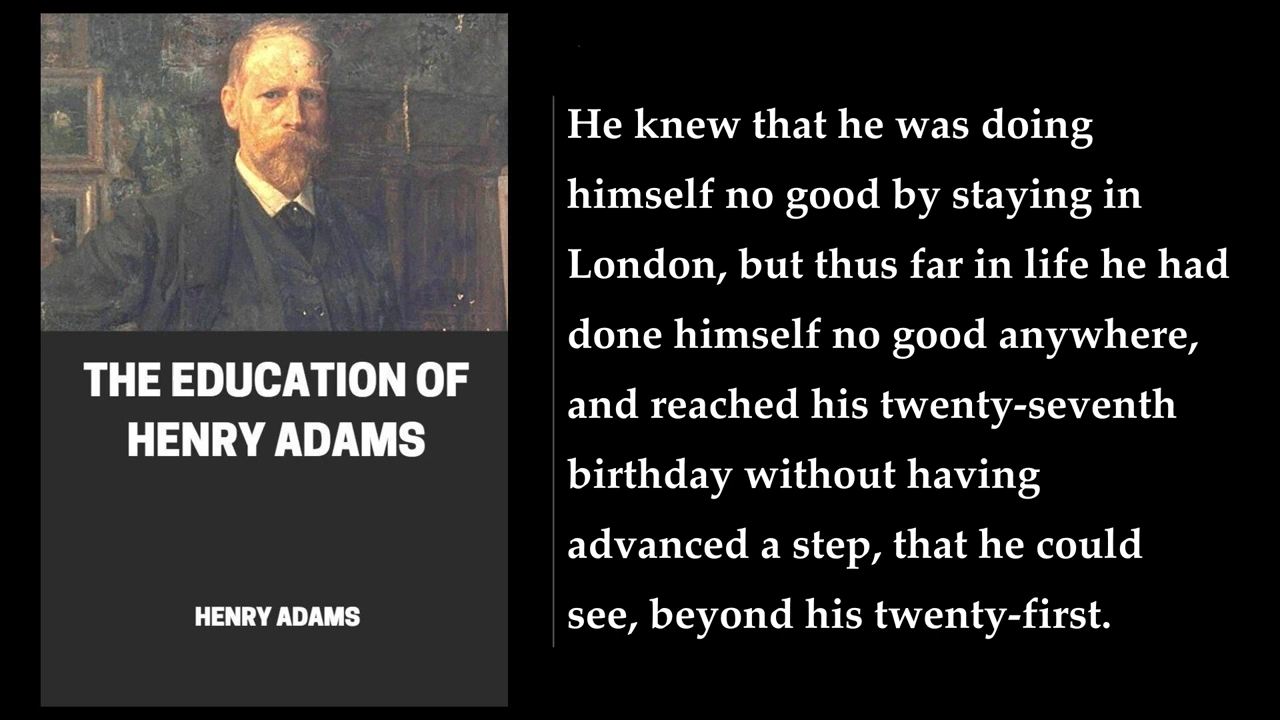 THE EDUCATION OF
HENRY ADAMS
HENRY ADAMS
He knew that he was doing
himself no good by staying in
London, but thus far in life he had
done himself no good anywhere,
and reached his twenty-seventh
birthday without having
advanced a step, that he could
see, beyond his twenty-first.